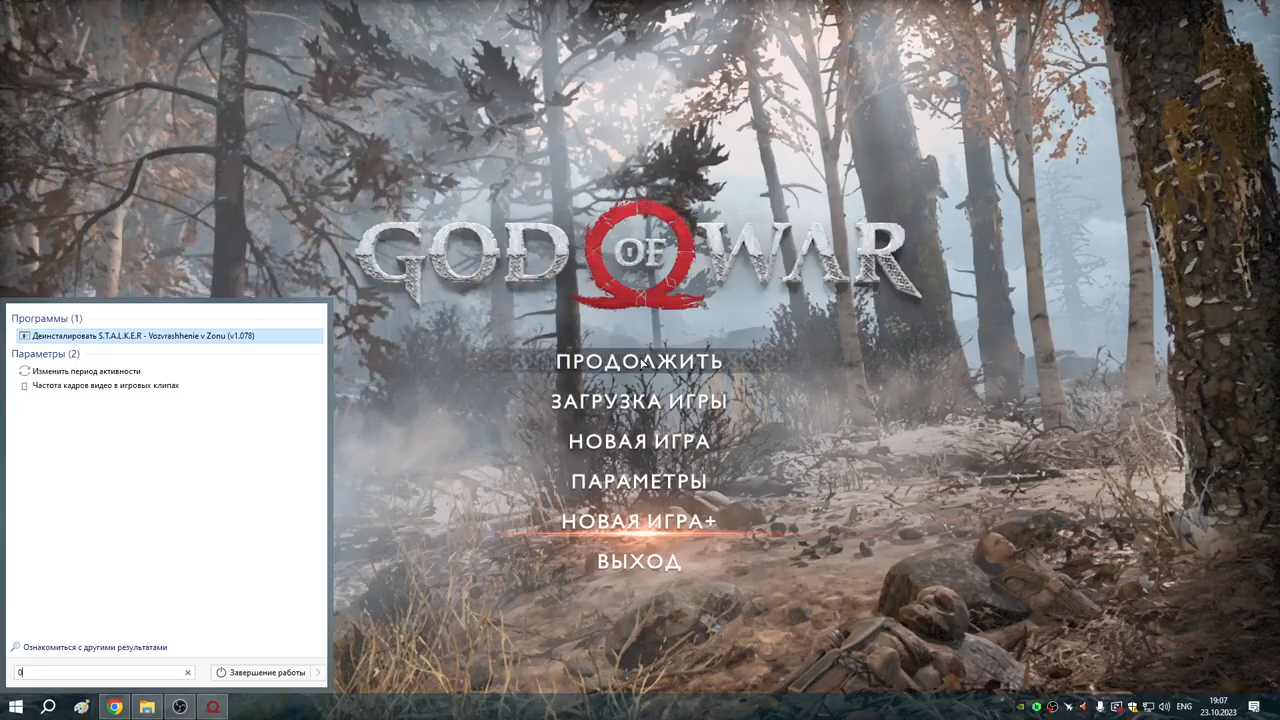 GOD OF WAR
ПРОДОЛЖИТЬ
ЗАГРУЗКА ИГРЫ
НОВАЯ ИГРА
ПАРАМЕТРЫ
НОВАЯ ИГРА+
ВЫХОД
Программы (1)
Деинсталировать S.T.A.L.K.E.R - Vozvrashhenie v Zonu (v1.078)
Параметры (2)
Изменить период активности
Частота кадров видео в игровых клипах
Ознакомиться с другими результатами
0
Завершение работы
ENG
19:07
23.10.2023